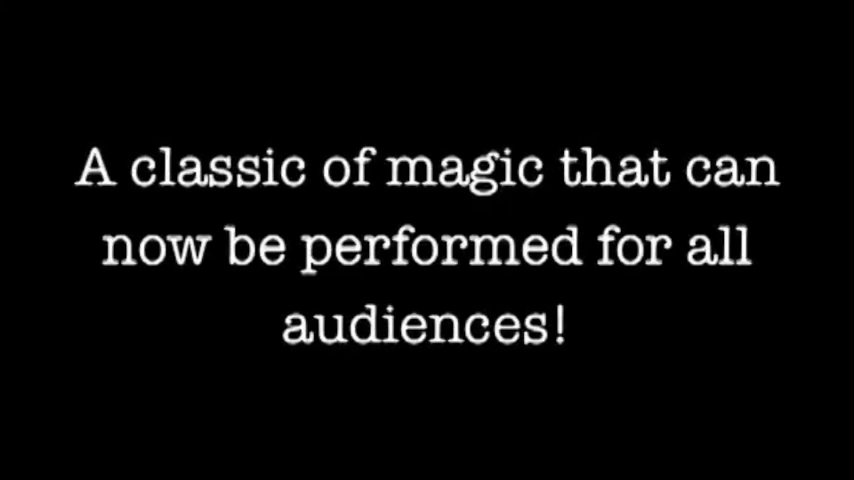 A classic of magic that can
now be performed for all
audiences!